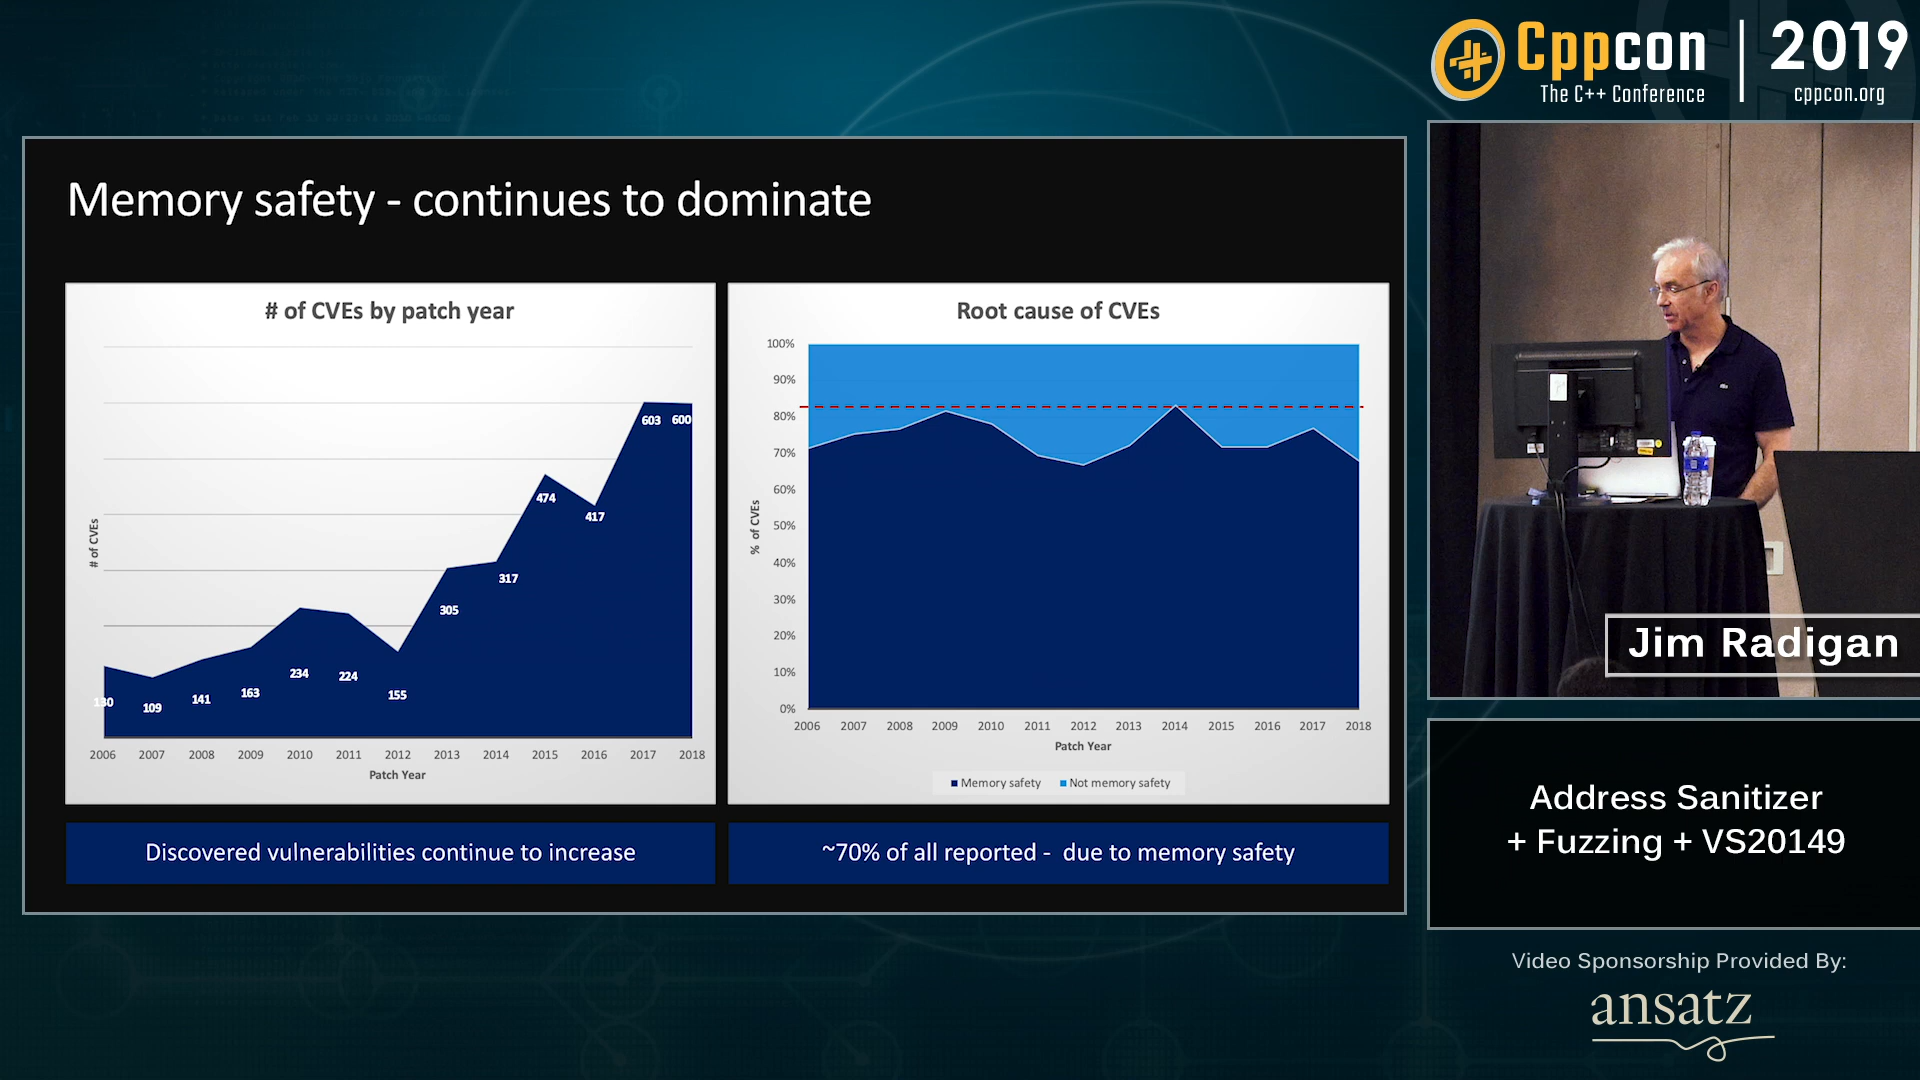 Cppcon
The C++ Conference
2019
cppcon.org
Memory safety - continues to dominate
# of CVEs by patch year
# of CVEs
603 600
474
417
317
305
234
224
163
155
141
130
109
2006 2007 2008 2009 2010 2011 2012 2013 2014 2015 2016 2017 2018
Patch Year
Discovered vulnerabilities continue to increase
Root cause of CVEs
% of CVEs
100%
90%
80%
70%
60%
50%
40%
30%
20%
10%
0%
2006 2007 2008 2009 2010 2011 2012 2013 2014 2015 2016 2017 2018
Patch Year
Memory safety Not memory safety
~70% of all reported - due to memory safety
Jim Radigan
Address Sanitizer
+ Fuzzing + VS20149
Video Sponsorship Provided By:
ansatz